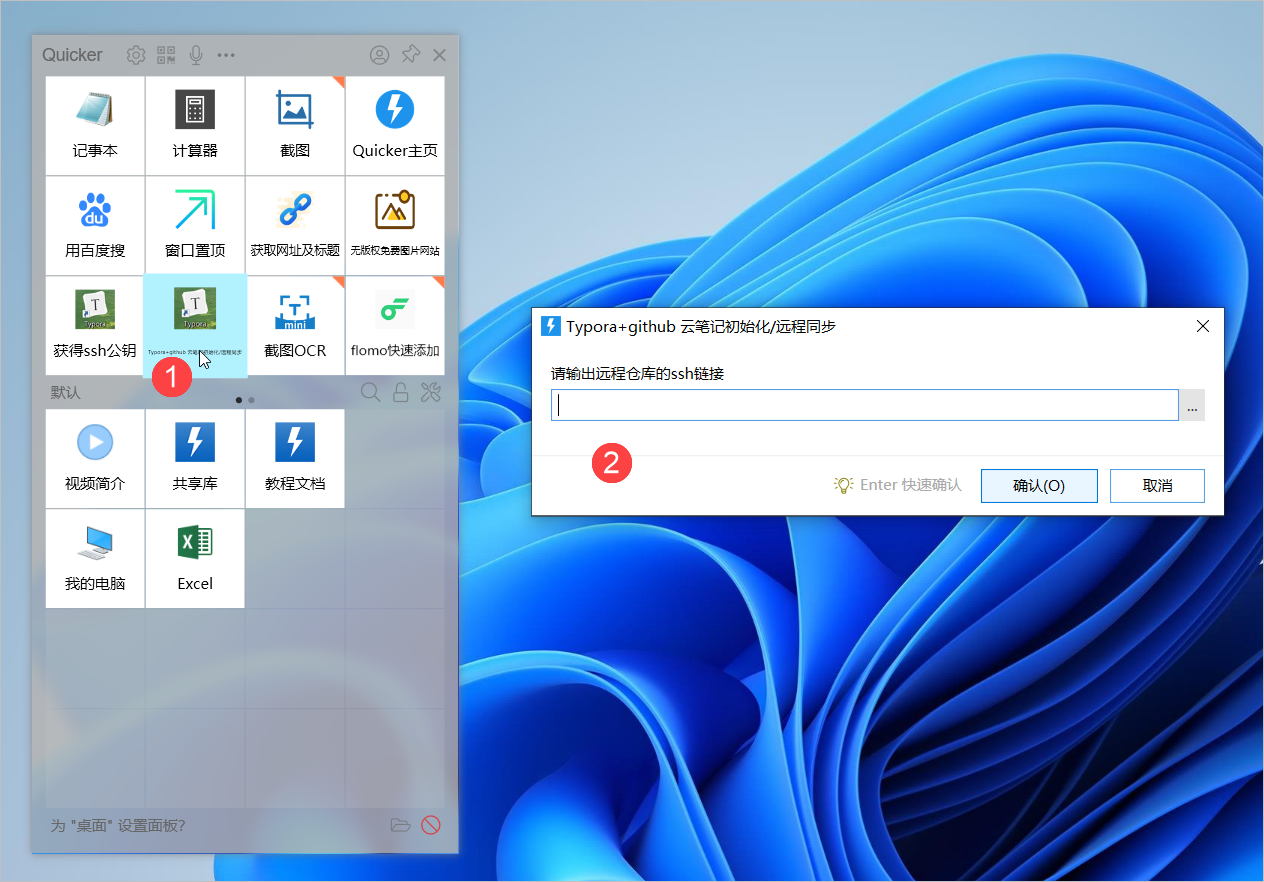 Quicker
记事本
计算器
截图
Quicker主页
du
用百度搜
窗口置顶
获取网址及标题
无版权免费图片网站
T
Typora
获得ssh公钥
T
Typora
Typora+github 云笔记初始化/远程同步
T
mini
截图OCR
flomo快速添加
1
默认
视频简介
共享库
教程文档
我的电脑
X
Excel
为 "桌面" 设置面板?
Typora+github 云笔记初始化/远程同步
请输出远程仓库的ssh链接
...
2
Enter 快速确认
确认(O)
取消